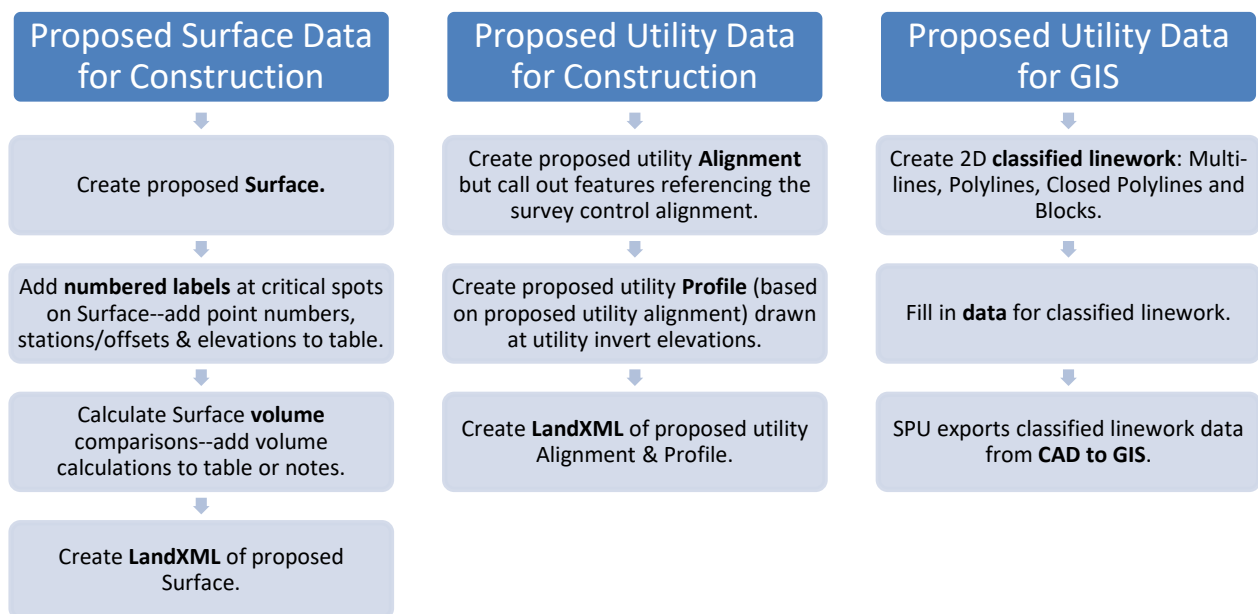 Proposed Surface Data
for Construction
Create proposed Surface.
Add numbered labels at critical spots
on Surface--add point numbers,
stations/offsets & elevations to table.
Calculate Surface volume
comparisons--add volume
calculations to table or notes.
Create LandXML of proposed
Surface.
Proposed Utility Data
for Construction
Create proposed utility Alignment
but call out features referencing the
survey control alignment.
Create proposed utility Profile (based
on proposed utility alignment) drawn
at utility invert elevations.
Create LandXML of proposed utility
Alignment & Profile.
Proposed Utility Data
for GIS
Create 2D classified linework: Multi-
lines, Polylines, Closed Polylines and
Blocks.
Fill in data for classified linework.
SPU exports classified linework data
from CAD to GIS.